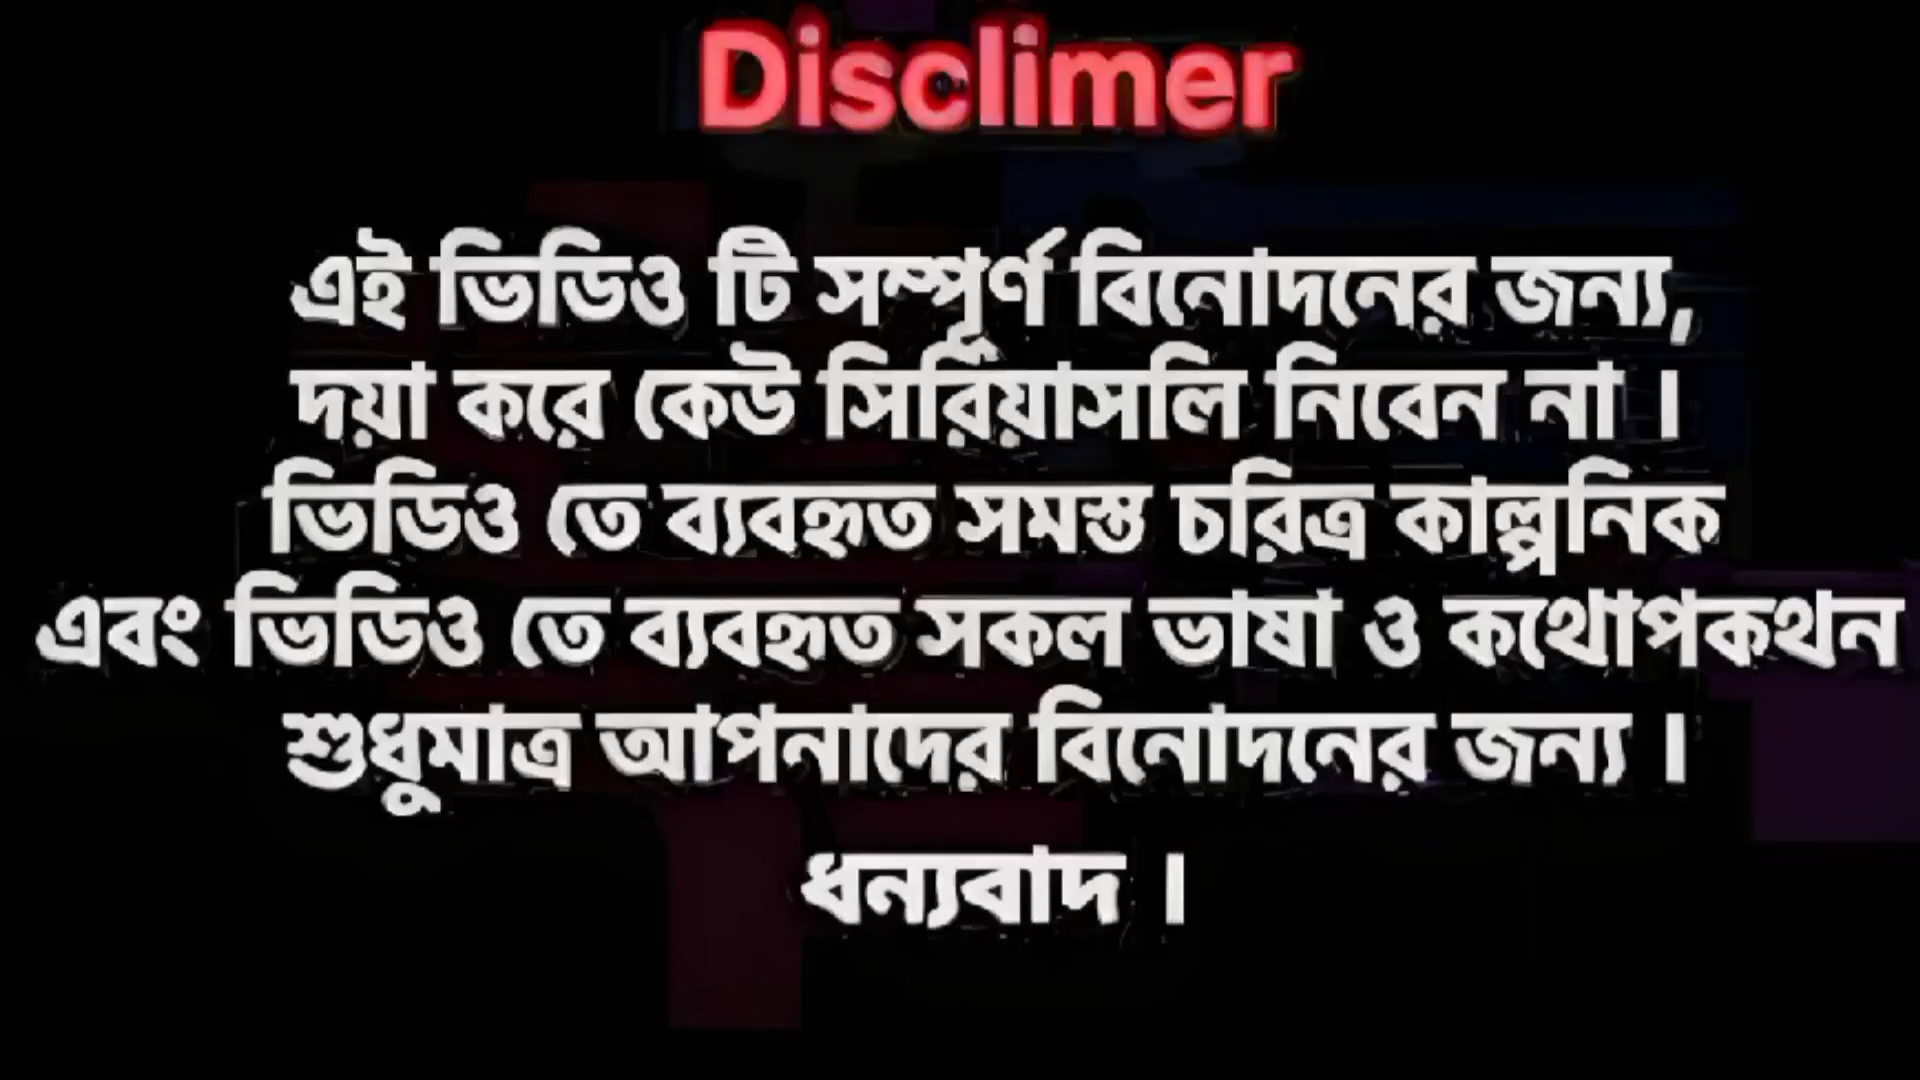 Disclimer
এই ভিডিও টি সম্পূর্ণ বিনোদনের জন্য,
দয়া করে কেউ সিরিয়াসলি নিবেন না ।
ভিডিও তে ব্যবহৃত সমস্ত চরিত্র কাল্পনিক
এবং ভিডিও তে ব্যবহৃত সকল ভাষা ও কথোপকথন
শুধুমাত্র আপনাদের বিনোদনের জন্য ।
ধন্যবাদ ।